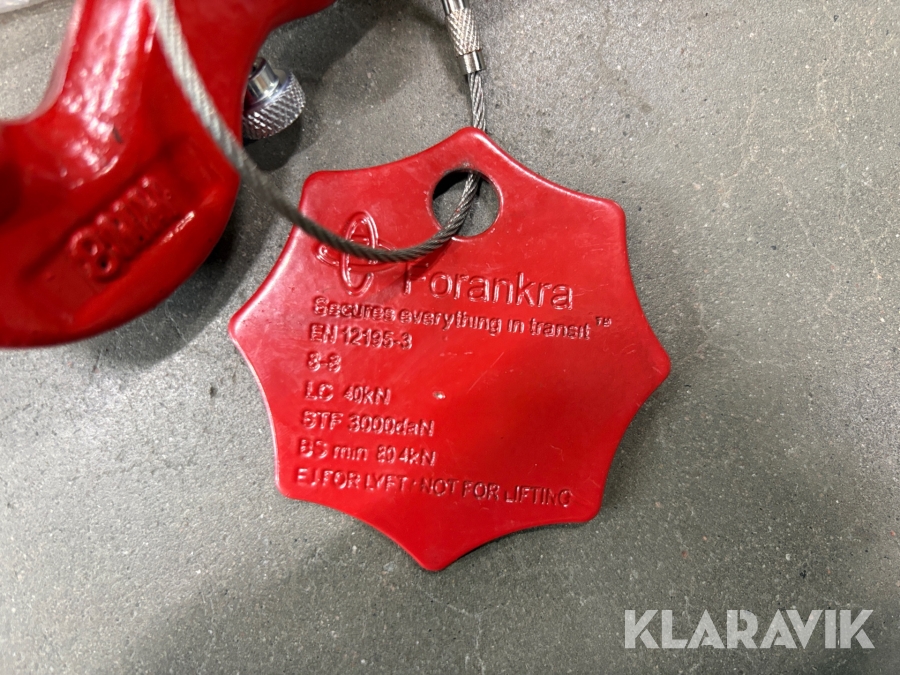 8MM
Forankra
Secures everything in transit™
EN 12195-3
8-8
LC 40kN
STF 3000daN
BS min 80.4kN
EJ FOR LYFT · NOT FOR LIFTING
KLARAVIK